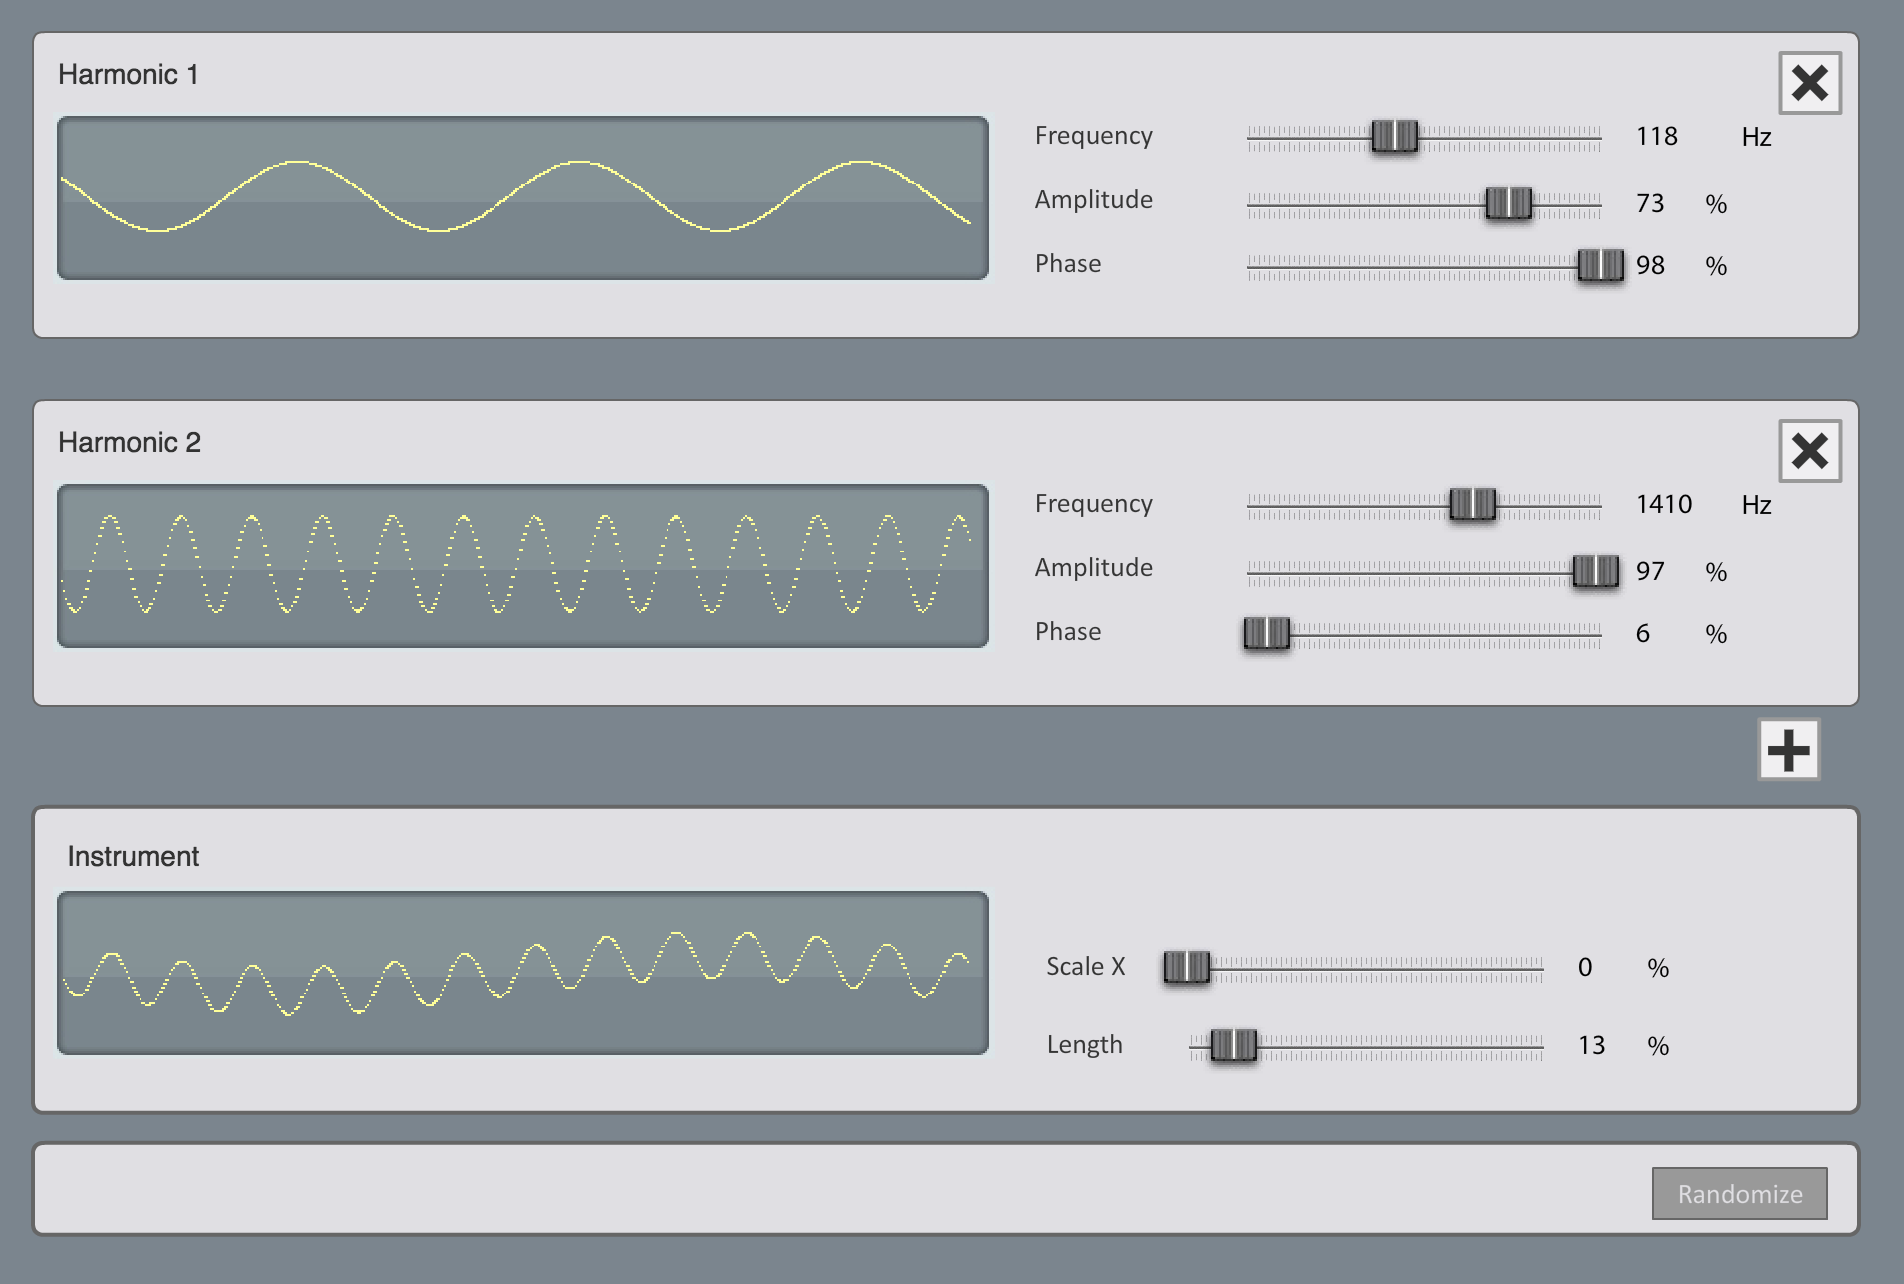 Harmonic 1
Frequency 118 Hz
Amplitude 73 %
Phase 98 %
Harmonic 2
Frequency 1410 Hz
Amplitude 97 %
Phase 6 %
Instrument
Scale X 0 %
Length 13 %
Randomize